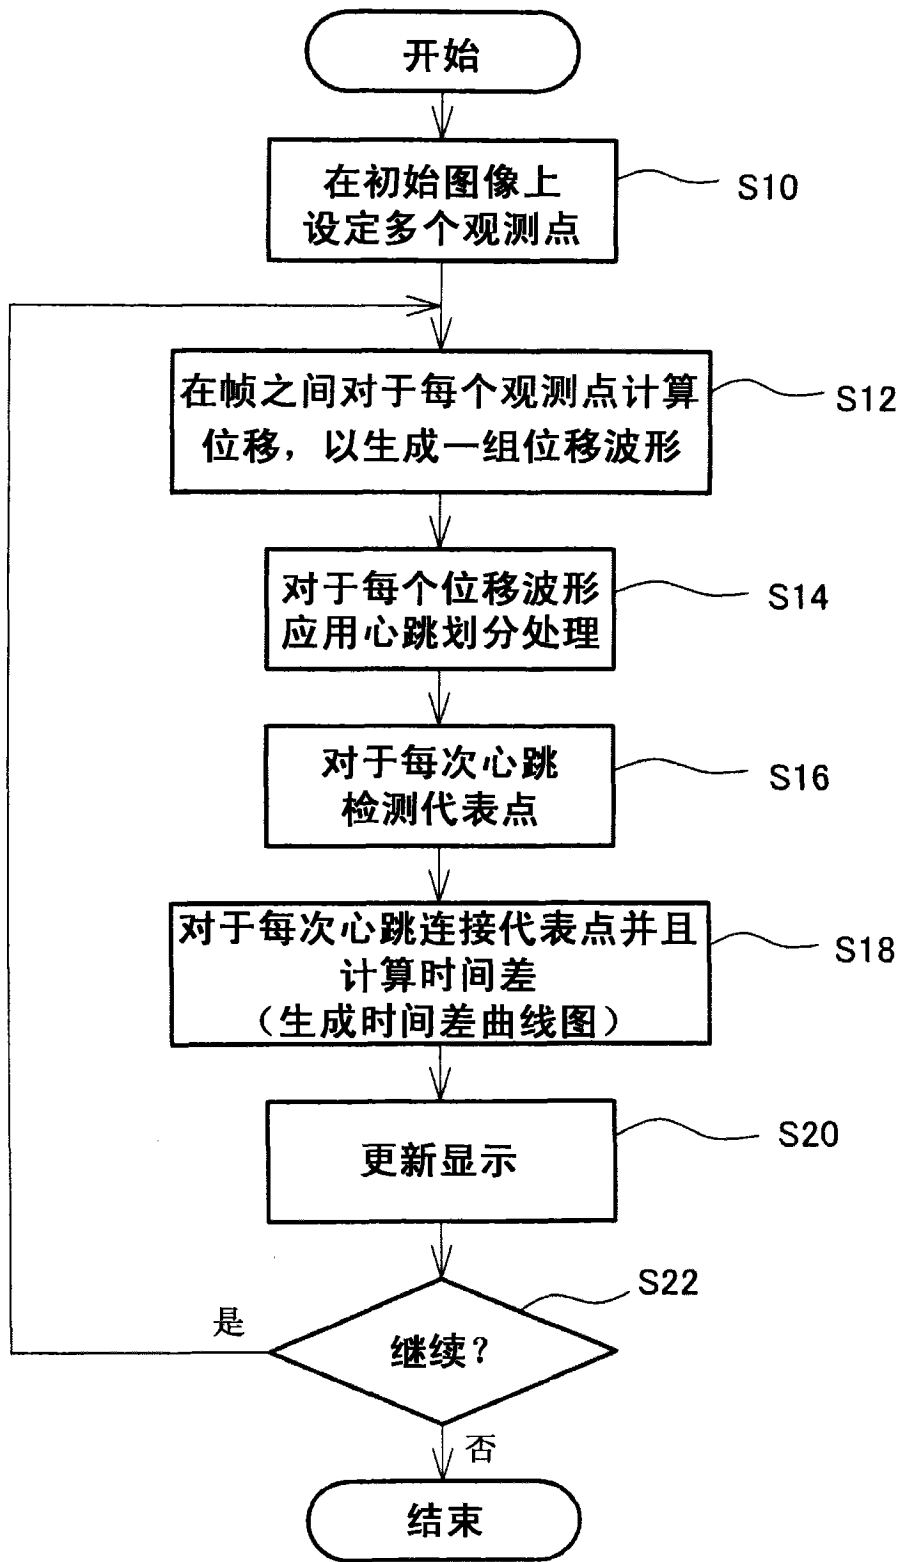 开始
在初始图像上
设定多个观测点
S10
在帧之间对于每个观测点计算
位移，以生成一组位移波形
S12
对于每个位移波形
应用心跳划分处理
S14
对于每次心跳
检测代表点
S16
对于每次心跳连接代表点并且
计算时间差
（生成时间差曲线图）
S18
更新显示
S20
继续？
S22
是
否
结束